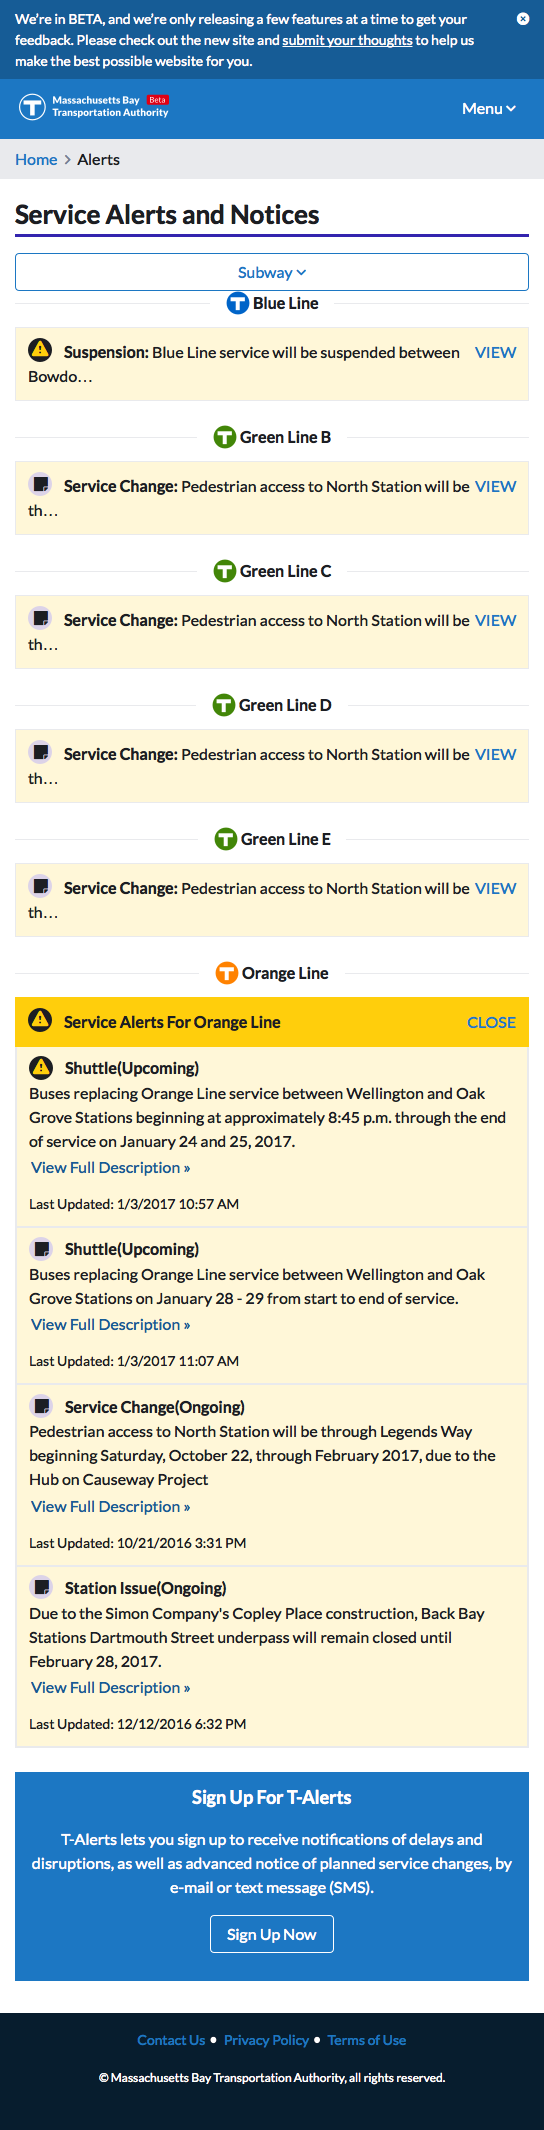 We're in BETA, and we're only releasing a few features at a time to get your
feedback. Please check out the new site and submit your thoughts to help us
make the best possible website for you.
Massachusetts Bay Beta
Transportation Authority
Menu
Home > Alerts
Service Alerts and Notices
Subway
T Blue Line
Suspension: Blue Line service will be suspended between VIEW
Bowdo…
T Green Line B
Service Change: Pedestrian access to North Station will be VIEW
th…
T Green Line C
Service Change: Pedestrian access to North Station will be VIEW
th…
T Green Line D
Service Change: Pedestrian access to North Station will be VIEW
th…
T Green Line E
Service Change: Pedestrian access to North Station will be VIEW
th…
T Orange Line
Service Alerts For Orange Line CLOSE
Shuttle(Upcoming)
Buses replacing Orange Line service between Wellington and Oak
Grove Stations beginning at approximately 8:45 p.m. through the end
of service on January 24 and 25, 2017.
View Full Description »
Last Updated: 1/3/2017 10:57 AM
Shuttle(Upcoming)
Buses replacing Orange Line service between Wellington and Oak
Grove Stations on January 28 - 29 from start to end of service.
View Full Description »
Last Updated: 1/3/2017 11:07 AM
Service Change(Ongoing)
Pedestrian access to North Station will be through Legends Way
beginning Saturday, October 22, through February 2017, due to the
Hub on Causeway Project
View Full Description »
Last Updated: 10/21/2016 3:31 PM
Station Issue(Ongoing)
Due to the Simon Company's Copley Place construction, Back Bay
Stations Dartmouth Street underpass will remain closed until
February 28, 2017.
View Full Description »
Last Updated: 12/12/2016 6:32 PM
Sign Up For T-Alerts
T-Alerts lets you sign up to receive notifications of delays and
disruptions, as well as advanced notice of planned service changes, by
e-mail or text message (SMS).
Sign Up Now
Contact Us • Privacy Policy • Terms of Use
© Massachusetts Bay Transportation Authority, all rights reserved.